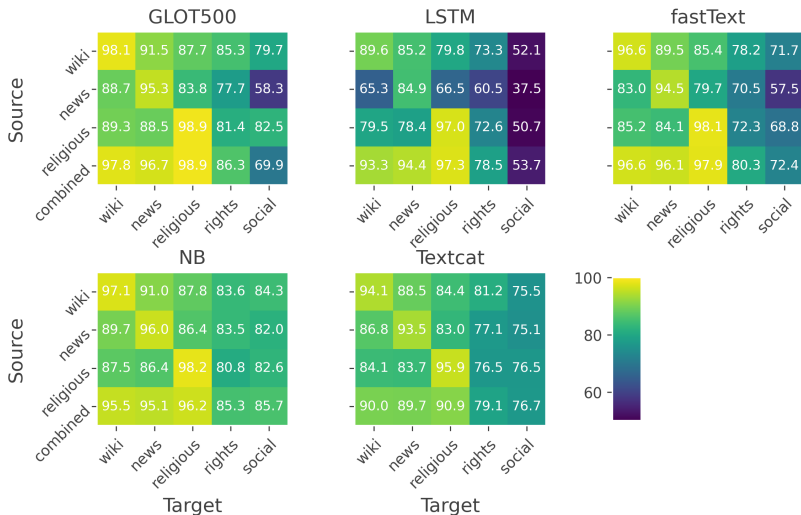 GLOT500
LSTM
fastText
Source
wiki 98.1 91.5 87.7 85.3 79.7
89.6 85.2 79.8 73.3 52.1
96.6 89.5 85.4 78.2 71.7
news 88.7 95.3 83.8 77.7 58.3
65.3 84.9 66.5 60.5 37.5
83.0 94.5 79.7 70.5 57.5
religious 89.3 88.5 98.9 81.4 82.5
79.5 78.4 97.0 72.6 50.7
85.2 84.1 98.1 72.3 68.8
combined 97.8 96.7 98.9 86.3 69.9
93.3 94.4 97.3 78.5 53.7
96.6 96.1 97.9 80.3 72.4
wiki news religious rights social
wiki news religious rights social
wiki news religious rights social
NB
Textcat
Source
wiki 97.1 91.0 87.8 83.6 84.3
94.1 88.5 84.4 81.2 75.5
news 89.7 96.0 86.4 83.5 82.0
86.8 93.5 83.0 77.1 75.1
religious 87.5 86.4 98.2 80.8 82.6
84.1 83.7 95.9 76.5 76.5
combined 95.5 95.1 96.2 85.3 85.7
90.0 89.7 90.9 79.1 76.7
wiki news religious rights social
wiki news religious rights social
Target
Target
100
80
60